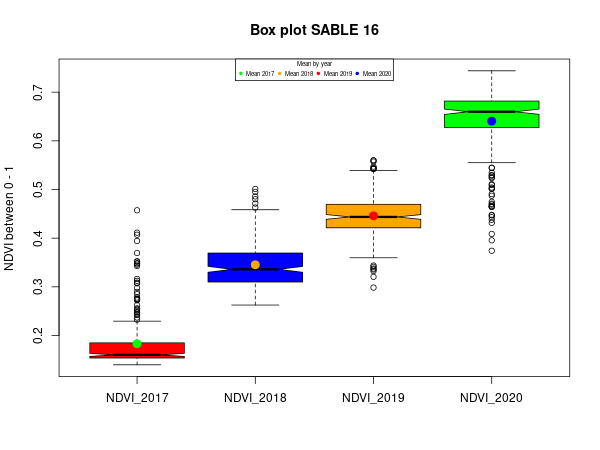 Box plot SABLE 16
Mean by year
Mean 2017 Mean 2018 Mean 2019 Mean 2020
NDVI between 0 - 1
0.7
0.6
0.5
0.4
0.3
0.2
NDVI_2017 NDVI_2018 NDVI_2019 NDVI_2020